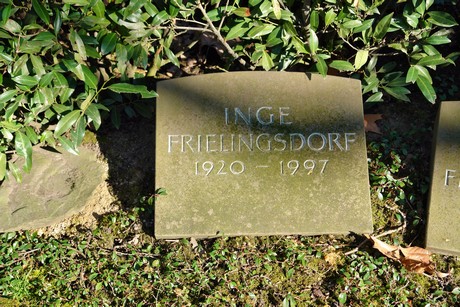 INGE
FRIELINGSDORF
1920 – 1997
F